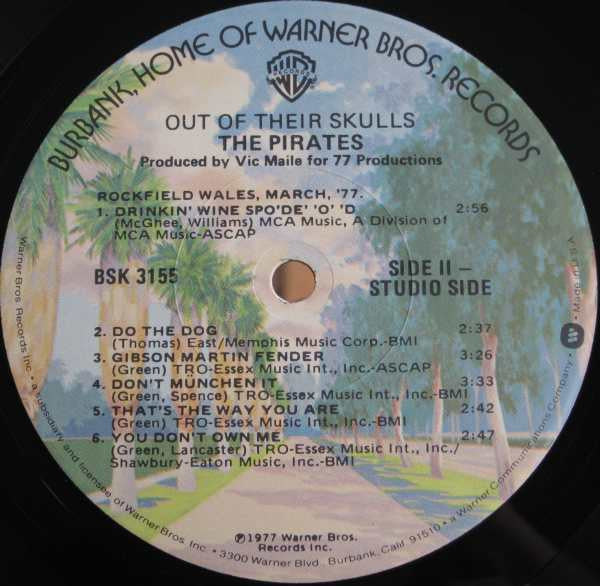 BURBANK, HOME OF WARNER BROS. RECORDS
WB
RECORDS
OUT OF THEIR SKULLS
THE PIRATES
Produced by Vic Maile for 77 Productions
ROCKFIELD WALES, MARCH, '77.
1. DRINKIN' WINE SPO'DE' 'O' 'D 2:56
(McGhee, Williams) MCA Music, A Division of
MCA Music-ASCAP
BSK 3155
SIDE II –
STUDIO SIDE
2. DO THE DOG 2:37
(Thomas) East/Memphis Music Corp.-BMI
3. GIBSON MARTIN FENDER 3:26
(Green) TRO-Essex Music Int., Inc.-ASCAP
4. DON'T MÜNCHEN IT 3:33
(Green, Spence) TRO-Essex Music Int., Inc.-BMI
5. THAT'S THE WAY YOU ARE 2:42
(Green) TRO-Essex Music Int., Inc.-BMI
6. YOU DON'T OWN ME 2:47
(Green, Lancaster) TRO-Essex Music Int., Inc./
Shawbury-Eaton Music, Inc.-BMI
℗1977 Warner Bros.
Records Inc.
Warner Bros. Records Inc. • a subsidiary and licensee of Warner Bros. Inc. • 3300 Warner Blvd., Burbank, Calif. 91510 • a Warner Communications Company • Made in U.S.A.